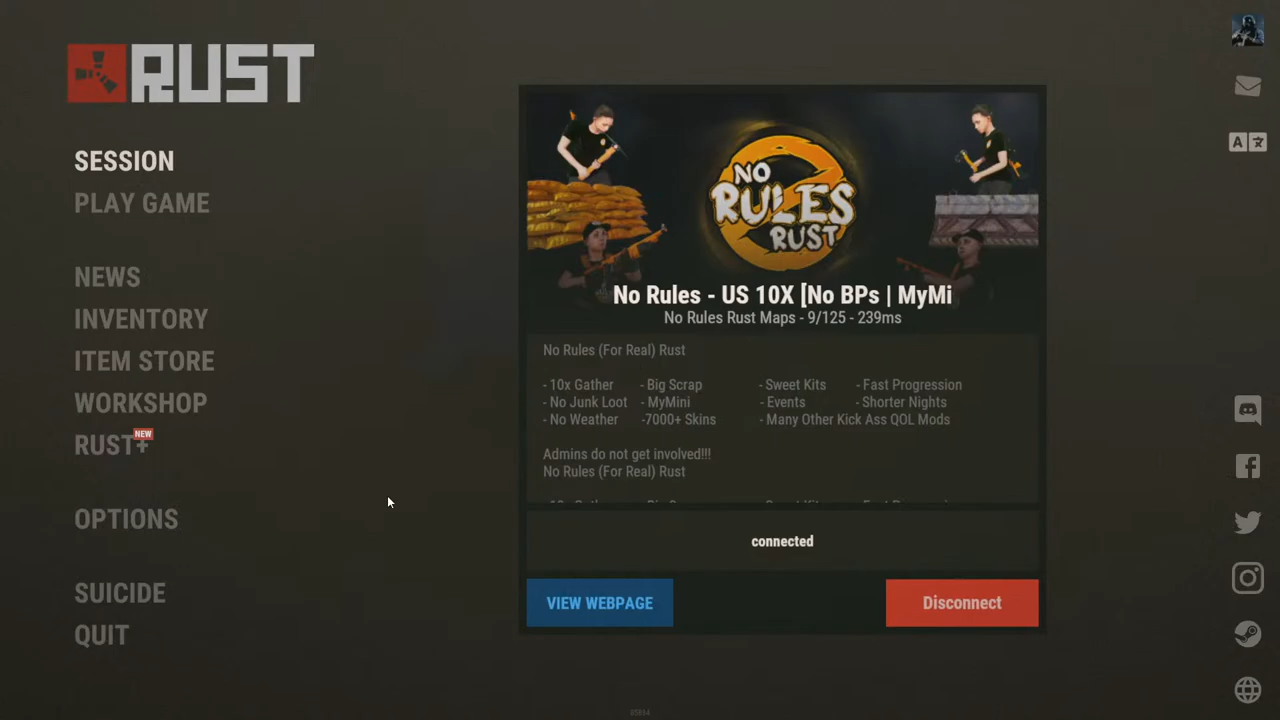 RUST
SESSION
PLAY GAME
NEWS
INVENTORY
ITEM STORE
WORKSHOP
RUST+
NEW
OPTIONS
SUICIDE
QUIT
NO
RULES
RUST
No Rules - US 10X [No BPs | MyMi
No Rules Rust Maps - 9/125 - 239ms
No Rules (For Real) Rust
- 10x Gather - Big Scrap - Sweet Kits - Fast Progression
- No Junk Loot - MyMini - Events - Shorter Nights
- No Weather -7000+ Skins - Many Other Kick Ass QOL Mods
Admins do not get involved!!!
No Rules (For Real) Rust
connected
VIEW WEBPAGE
Disconnect
A